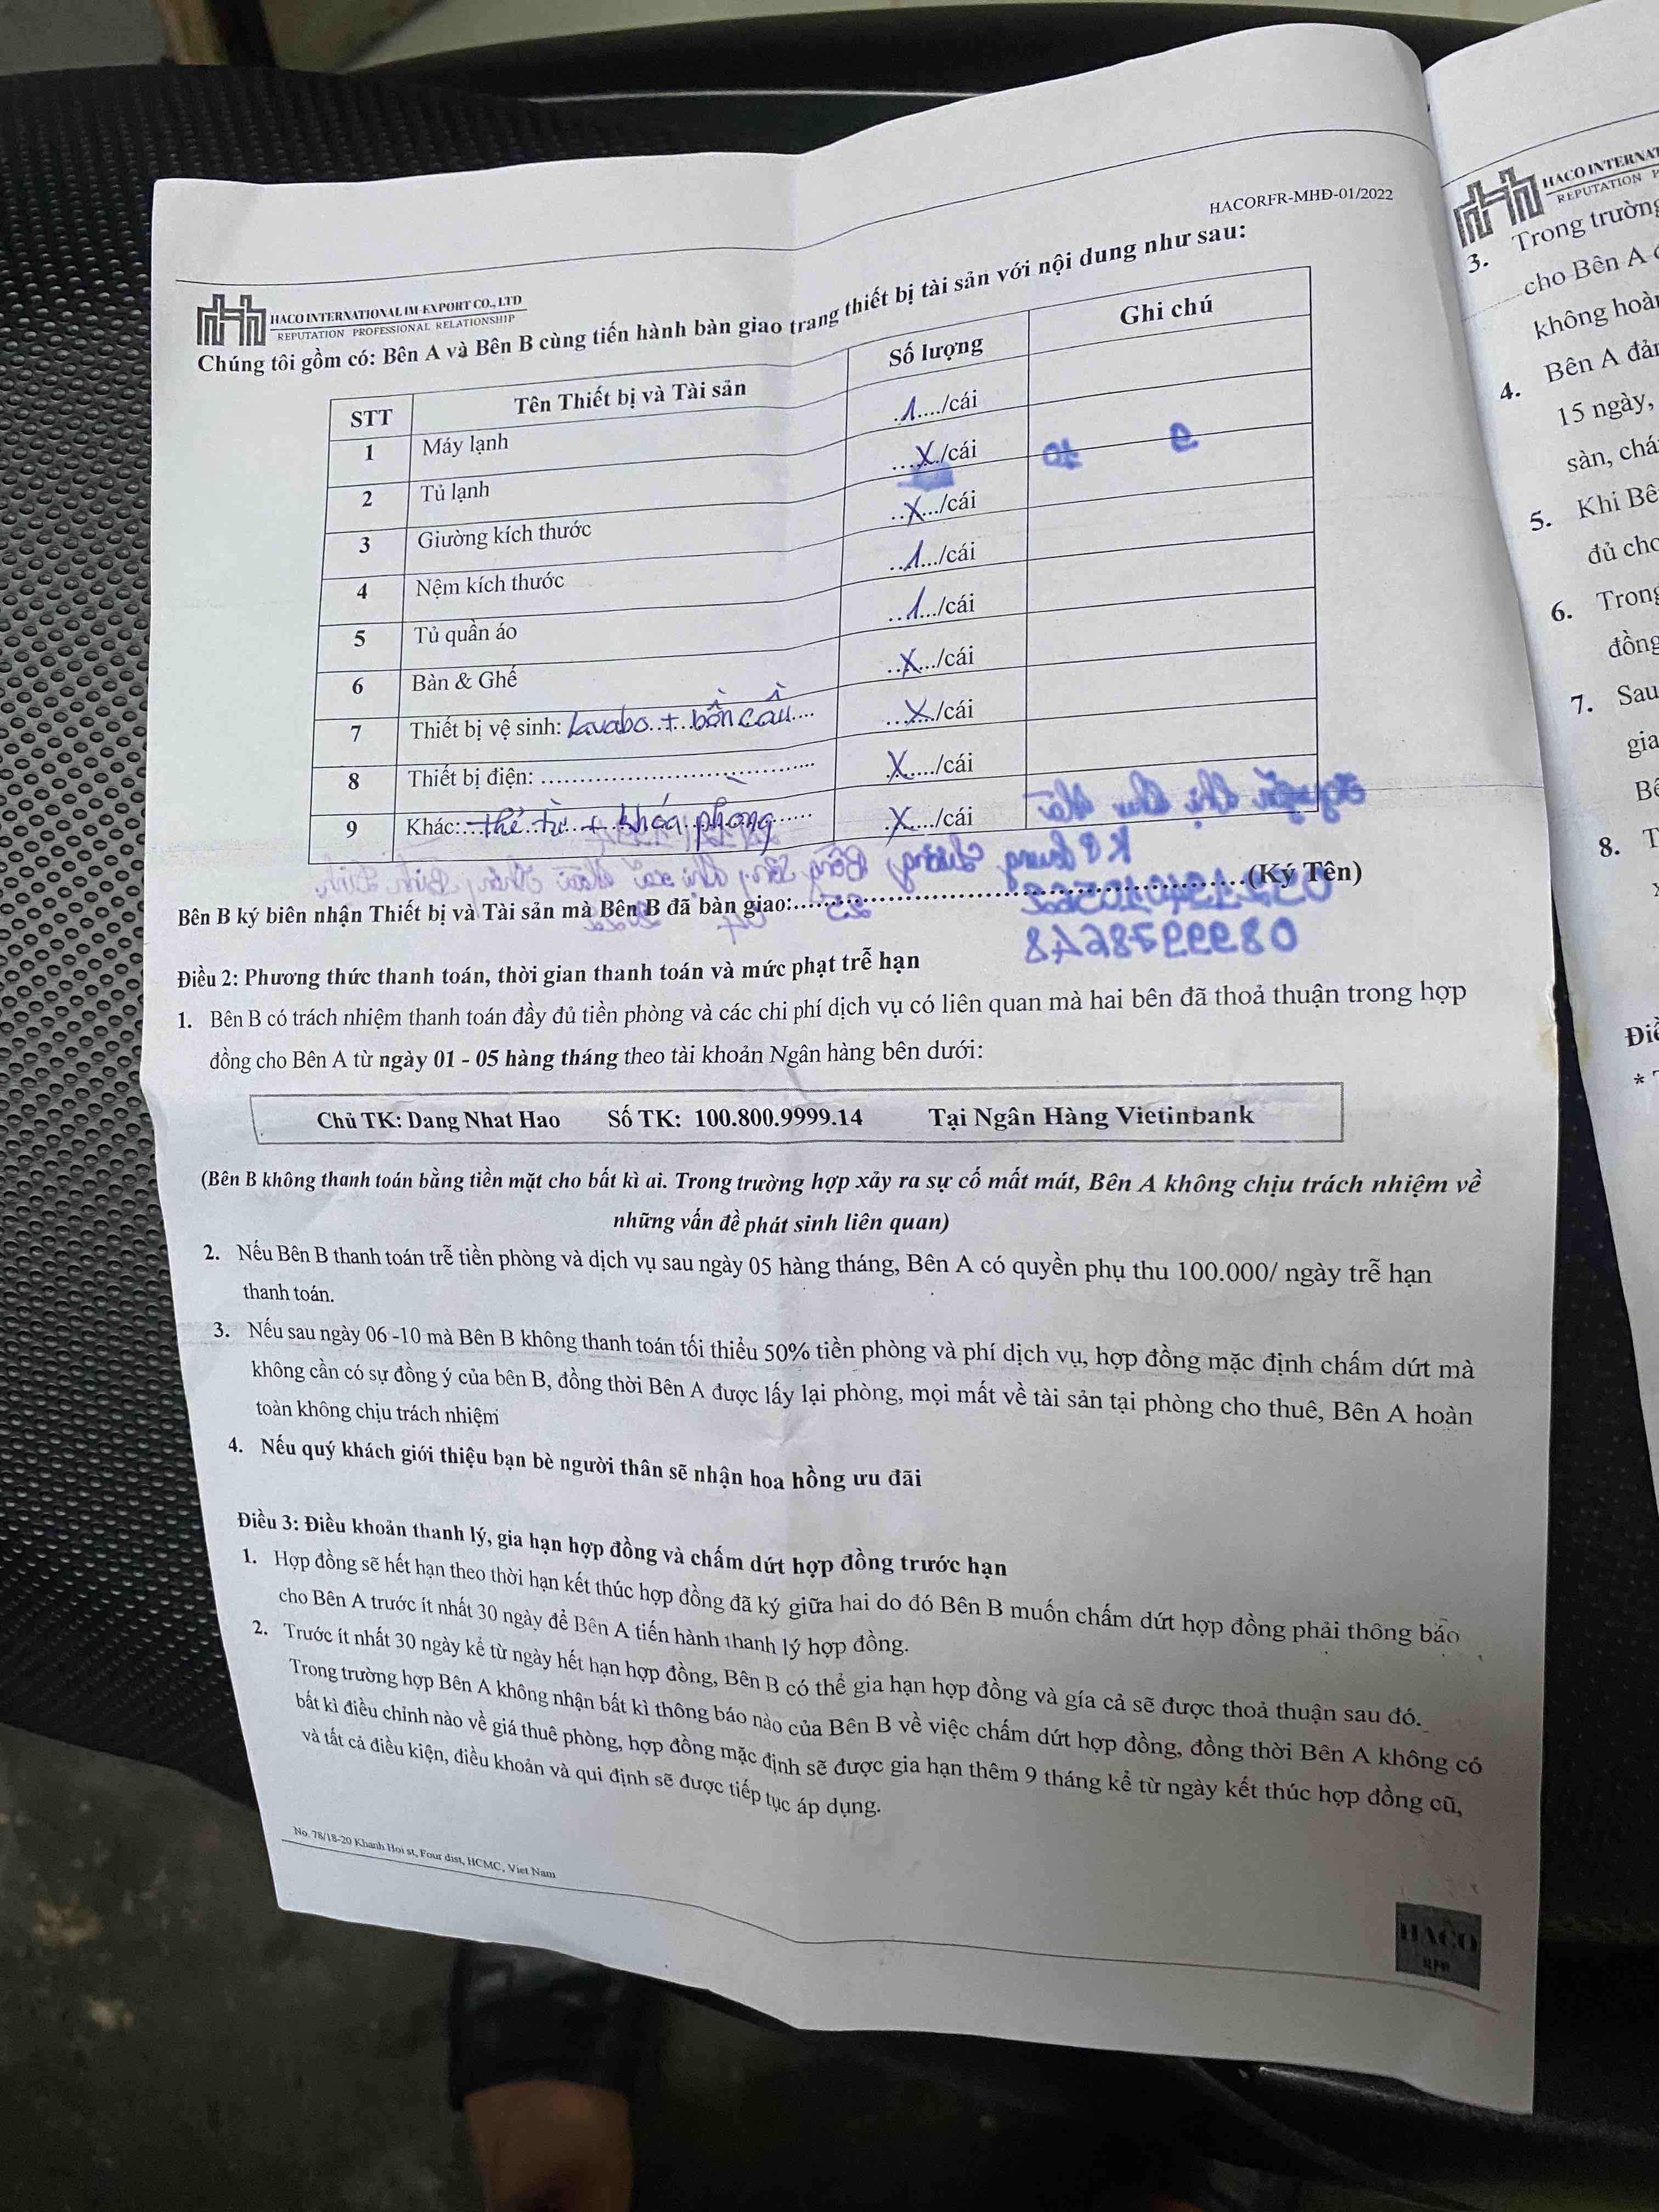 HACORFR-MHĐ-01/2022
HACO INTERNATIONAL IM-EXPORT CO., LTD
REPUTATION PROFESSIONAL RELATIONSHIP
Chúng tôi gồm có: Bên A và Bên B cùng tiến hành bàn giao trang thiết bị tài sản với nội dung như sau:
STT Tên Thiết bị và Tài sản Số lượng Ghi chú
1 Máy lạnh ..1..../cái
2 Tủ lạnh ...X./cái
3 Giường kích thước ..X.../cái
4 Nệm kích thước ..1.../cái
5 Tủ quần áo ..1.../cái
6 Bàn & Ghế ..X.../cái
7 Thiết bị vệ sinh: Lavabo + bồn cầu.... ...X../cái
8 Thiết bị điện: ........................................ X..../cái
9 Khác: thẻ từ + khóa phòng...... .X..../cái
Bên B ký biên nhận Thiết bị và Tài sản mà Bên B đã bàn giao:............................................................(Ký Tên)
Điều 2: Phương thức thanh toán, thời gian thanh toán và mức phạt trễ hạn
1. Bên B có trách nhiệm thanh toán đầy đủ tiền phòng và các chi phí dịch vụ có liên quan mà hai bên đã thoả thuận trong hợp
đồng cho Bên A từ ngày 01 - 05 hàng tháng theo tài khoản Ngân hàng bên dưới:
Chủ TK: Dang Nhat Hao Số TK: 100.800.9999.14 Tại Ngân Hàng Vietinbank
(Bên B không thanh toán bằng tiền mặt cho bất kì ai. Trong trường hợp xảy ra sự cố mất mát, Bên A không chịu trách nhiệm về
những vấn đề phát sinh liên quan)
2. Nếu Bên B thanh toán trễ tiền phòng và dịch vụ sau ngày 05 hàng tháng, Bên A có quyền phụ thu 100.000/ ngày trễ hạn
thanh toán.
3. Nếu sau ngày 06 -10 mà Bên B không thanh toán tối thiểu 50% tiền phòng và phí dịch vụ, hợp đồng mặc định chấm dứt mà
không cần có sự đồng ý của bên B, đồng thời Bên A được lấy lại phòng, mọi mất về tài sản tại phòng cho thuê, Bên A hoàn
toàn không chịu trách nhiệm
4. Nếu quý khách giới thiệu bạn bè người thân sẽ nhận hoa hồng ưu đãi
Điều 3: Điều khoản thanh lý, gia hạn hợp đồng và chấm dứt hợp đồng trước hạn
1. Hợp đồng sẽ hết hạn theo thời hạn kết thúc hợp đồng đã ký giữa hai do đó Bên B muốn chấm dứt hợp đồng phải thông báo
cho Bên A trước ít nhất 30 ngày để Bên A tiến hành thanh lý hợp đồng.
2. Trước ít nhất 30 ngày kể từ ngày hết hạn hợp đồng, Bên B có thể gia hạn hợp đồng và gía cả sẽ được thoả thuận sau đó.
Trong trường hợp Bên A không nhận bất kì thông báo nào của Bên B về việc chấm dứt hợp đồng, đồng thời Bên A không có
bất kì điều chỉnh nào về giá thuê phòng, hợp đồng mặc định sẽ được gia hạn thêm 9 tháng kể từ ngày kết thúc hợp đồng cũ,
và tất cả điều kiện, điều khoản và qui định sẽ được tiếp tục áp dụng.
No. 78/18-20 Khanh Hoi st, Four dist, HCMC, Viet Nam
HACO
HACO
REPUTATION
3. Trong trường
cho Bên A
4. Bên A
15 ngày,
5. Khi
6.
7. Sau
8.